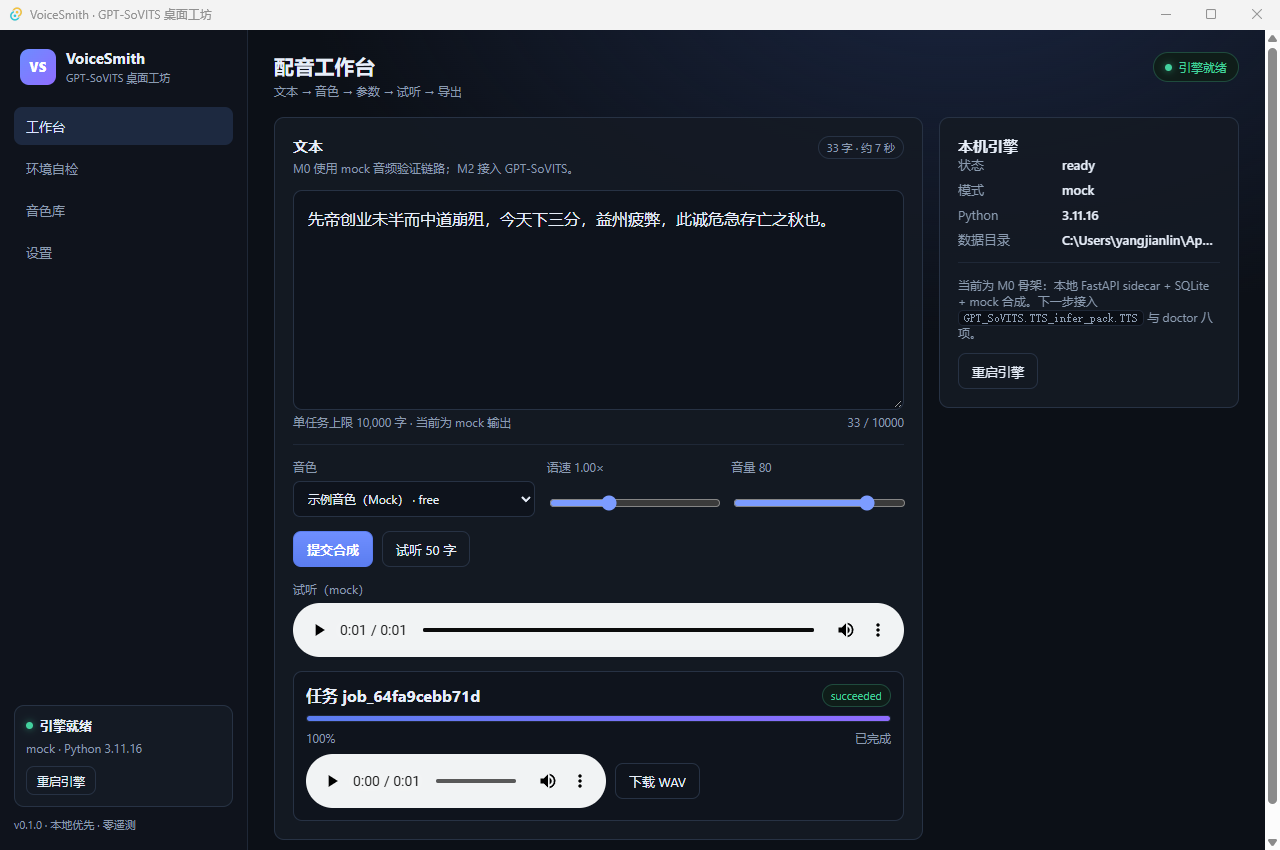 VoiceSmith · GPT-SoVITS 桌面工坊
VS
VoiceSmith
GPT-SoVITS 桌面工坊
工作台
环境自检
音色库
设置
引擎就绪
mock · Python 3.11.16
重启引擎
v0.1.0 · 本地优先 · 零遥测
配音工作台
文本 → 音色 → 参数 → 试听 → 导出
引擎就绪
文本
33 字 · 约 7 秒
M0 使用 mock 音频验证链路；M2 接入 GPT-SoVITS。
先帝创业未半而中道崩殂，今天下三分，益州疲弊，此诚危急存亡之秋也。
单任务上限 10,000 字 · 当前为 mock 输出
33 / 10000
音色
语速 1.00×
音量 80
示例音色（Mock） · free
提交合成
试听 50 字
试听（mock）
0:01 / 0:01
任务 job_64fa9cebb71d
succeeded
100%
已完成
0:00 / 0:01
下载 WAV
本机引擎
状态 ready
模式 mock
Python 3.11.16
数据目录 C:\Users\yangjianlin\Ap...
当前为 M0 骨架：本地 FastAPI sidecar + SQLite
+ mock 合成。下一步接入
GPT_SoVITS.TTS_infer_pack.TTS 与 doctor 八
项。
重启引擎